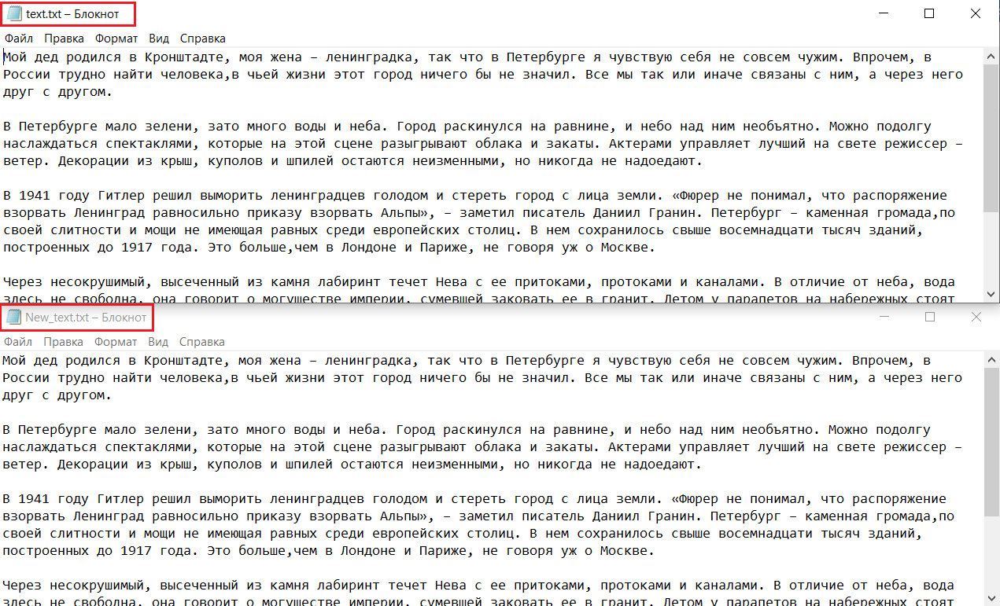 text.txt – Блокнот
Файл Правка Формат Вид Справка
Мой дед родился в Кронштадте, моя жена – ленинградка, так что в Петербурге я чувствую себя не совсем чужим. Впрочем, в
России трудно найти человека,в чьей жизни этот город ничего бы не значил. Все мы так или иначе связаны с ним, а через него
друг с другом.
В Петербурге мало зелени, зато много воды и неба. Город раскинулся на равнине, и небо над ним необъятно. Можно подолгу
наслаждаться спектаклями, которые на этой сцене разыгрывают облака и закаты. Актерами управляет лучший на свете режиссер –
ветер. Декорации из крыш, куполов и шпилей остаются неизменными, но никогда не надоедают.
В 1941 году Гитлер решил выморить ленинградцев голодом и стереть город с лица земли. «Фюрер не понимал, что распоряжение
взорвать Ленинград равносильно приказу взорвать Альпы», – заметил писатель Даниил Гранин. Петербург – каменная громада,по
своей слитности и мощи не имеющая равных среди европейских столиц. В нем сохранилось свыше восемнадцати тысяч зданий,
построенных до 1917 года. Это больше,чем в Лондоне и Париже, не говоря уж о Москве.
Через несокрушимый, высеченный из камня лабиринт течет Нева с ее притоками, протоками и каналами. В отличие от неба, вода
здесь не свободна, она говорит о могуществе империи, сумевшей заковать ее в гранит. Летом у парапетов на набережных стоят
New_text.txt – Блокнот
Файл Правка Формат Вид Справка
Мой дед родился в Кронштадте, моя жена – ленинградка, так что в Петербурге я чувствую себя не совсем чужим. Впрочем, в
России трудно найти человека,в чьей жизни этот город ничего бы не значил. Все мы так или иначе связаны с ним, а через него
друг с другом.
В Петербурге мало зелени, зато много воды и неба. Город раскинулся на равнине, и небо над ним необъятно. Можно подолгу
наслаждаться спектаклями, которые на этой сцене разыгрывают облака и закаты. Актерами управляет лучший на свете режиссер –
ветер. Декорации из крыш, куполов и шпилей остаются неизменными, но никогда не надоедают.
В 1941 году Гитлер решил выморить ленинградцев голодом и стереть город с лица земли. «Фюрер не понимал, что распоряжение
взорвать Ленинград равносильно приказу взорвать Альпы», – заметил писатель Даниил Гранин. Петербург – каменная громада,по
своей слитности и мощи не имеющая равных среди европейских столиц. В нем сохранилось свыше восемнадцати тысяч зданий,
построенных до 1917 года. Это больше,чем в Лондоне и Париже, не говоря уж о Москве.
Через несокрушимый, высеченный из камня лабиринт течет Нева с ее притоками, протоками и каналами. В отличие от неба, вода
здесь не свободна, она говорит о могуществе империи, сумевшей заковать ее в гранит. Летом у парапетов на набережных стоят